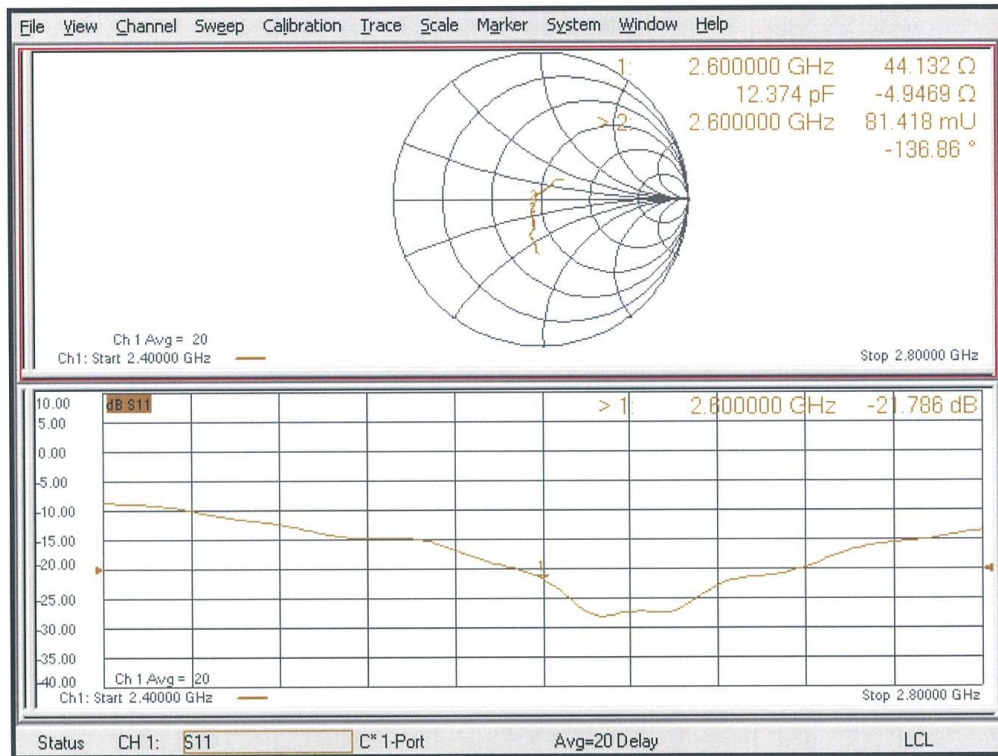 File View Channel Sweep Calibration Trace Scale Marker System Window Help
1: 2.600000 GHz 44.132 Ω
12.374 pF -4.9469 Ω
> 2: 2.600000 GHz 81.418 mU
-136.86 °
Ch 1 Avg = 20
Ch1: Start 2.40000 GHz
Stop 2.80000 GHz
10.00
dB S11
> 1: 2.600000 GHz -21.786 dB
5.00
0.00
-5.00
-10.00
-15.00
-20.00
1
-25.00
-30.00
-35.00
-40.00
Ch 1 Avg = 20
Ch1: Start 2.40000 GHz
Stop 2.80000 GHz
Status CH 1: S11 C* 1-Port Avg=20 Delay LCL